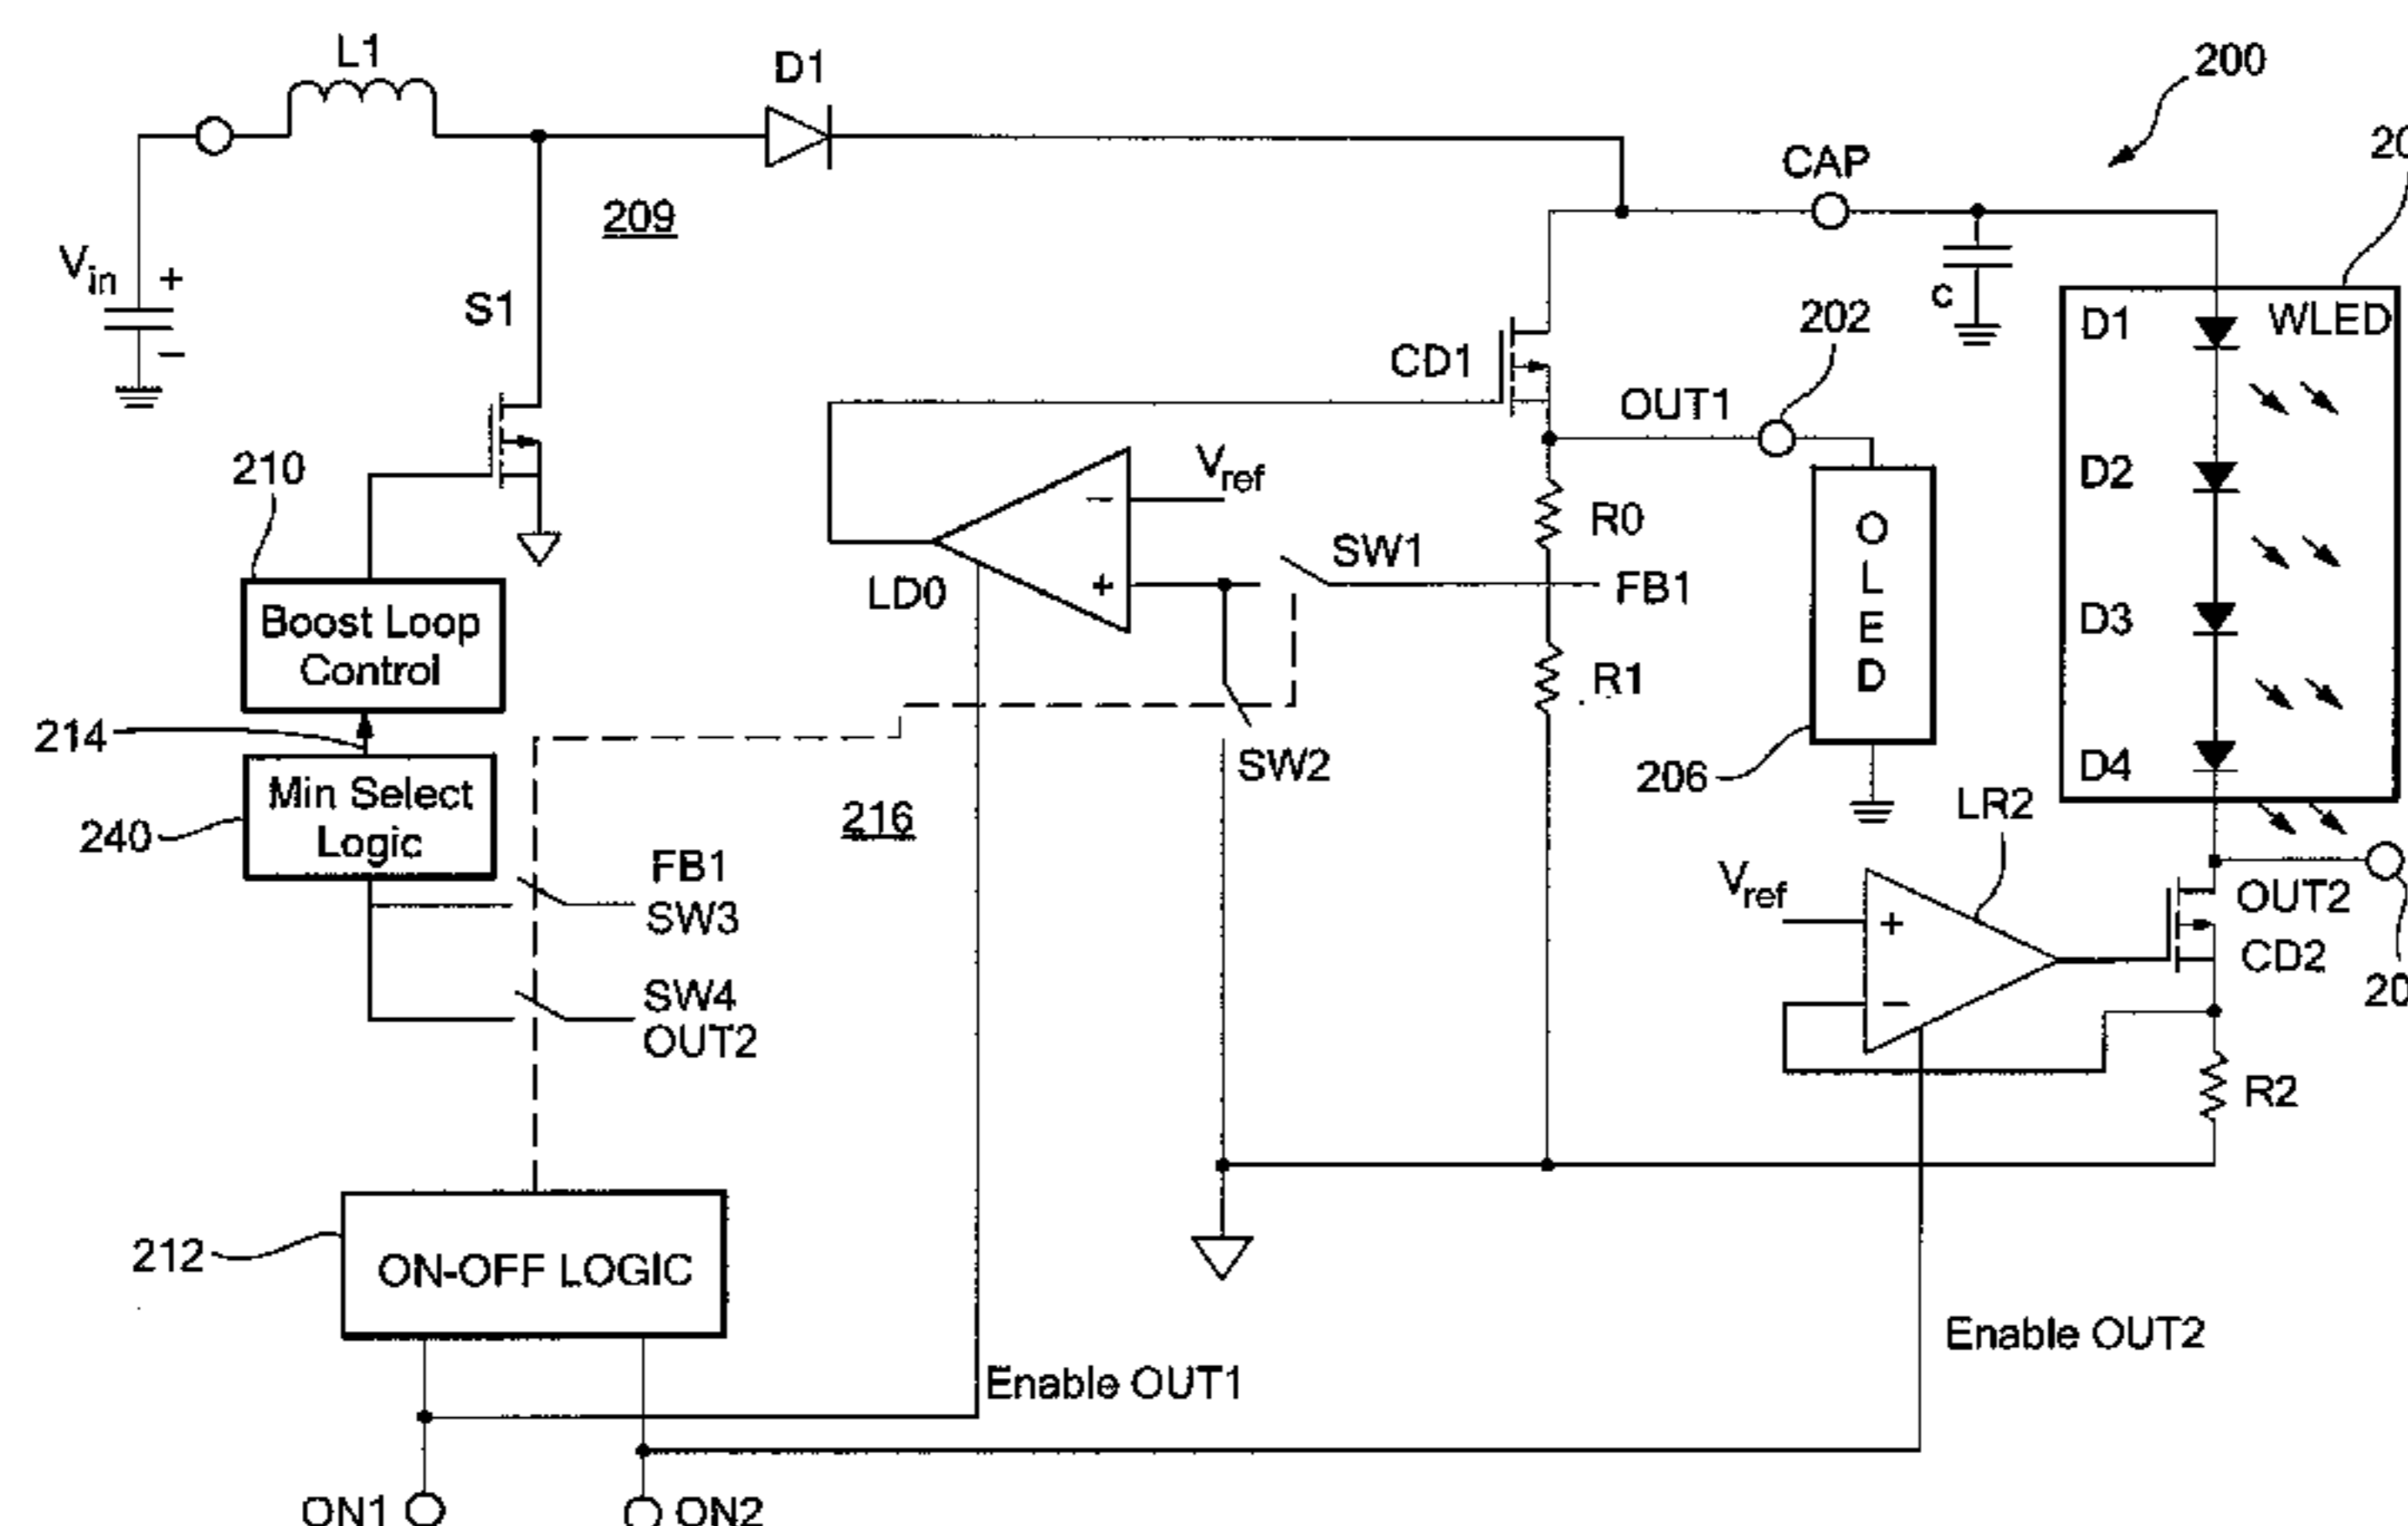 L1
D1
200
CAP
209
Vin
+
−
S1
C
WLED
D1
202
CD1
OUT1
210
Vref
−
D2
R0
OLED
SW1
LD0
+
FB1
Boost Loop
Control
D3
R1
214
SW2
D4
206
Min Select
Logic
240
216
LR2
FB1
SW3
Vref
+
OUT2
CD2
SW4
OUT2
−
R2
212
ON-OFF LOGIC
Enable OUT2
Enable OUT1
ON1
ON2